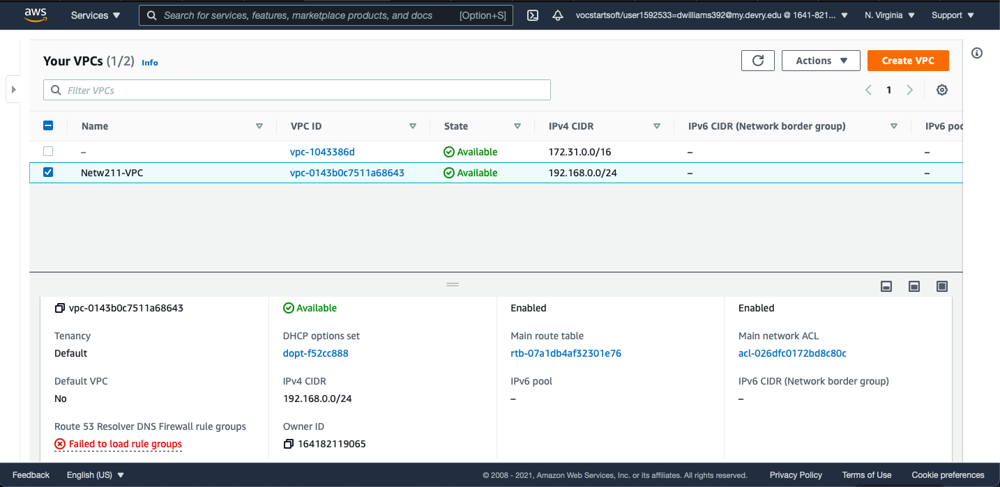 aws
Services
Search for services, features, marketplace products, and docs [Option+S]
vocstartsoft/user1592533=dwilliams392@my.devry.edu @ 1641-821...
N. Virginia
Support
Your VPCs (1/2) Info
Actions
Create VPC
Filter VPCs
1
Name VPC ID State IPv4 CIDR IPv6 CIDR (Network border group) IPv6 poo
– vpc-1043386d Available 172.31.0.0/16 – –
Netw211-VPC vpc-0143b0c7511a68643 Available 192.168.0.0/24 – –
vpc-0143b0c7511a68643 Available Enabled Enabled
Tenancy DHCP options set Main route table Main network ACL
Default dopt-f52cc888 rtb-07a1db4af32301e76 acl-026dfc0172bd8c80c
Default VPC IPv4 CIDR IPv6 pool IPv6 CIDR (Network border group)
No 192.168.0.0/24 – –
Route 53 Resolver DNS Firewall rule groups Owner ID
Failed to load rule groups 164182119065
Feedback English (US) © 2008 - 2021, Amazon Web Services, Inc. or its affiliates. All rights reserved. Privacy Policy Terms of Use Cookie preferences